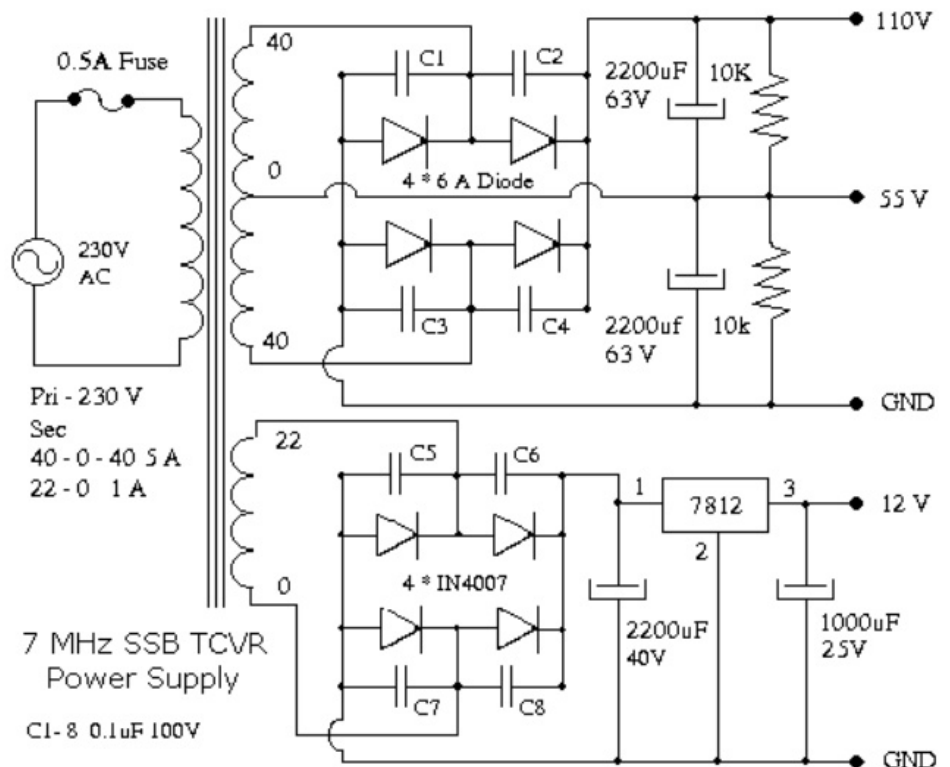 40
C1
C2
110V
0.5A Fuse
2200uF
63V
10K
0
4 * 6 A Diode
55 V
230V
AC
C3
C4
2200uf
63 V
10k
40
GND
Pri - 230 V
Sec
40 - 0 - 40 5 A
22 - 0 1 A
22
C5
C6
1
7812
3
12 V
2
4 * IN4007
0
2200uF
40V
1000uF
25V
7 MHz SSB TCVR
Power Supply
C7
C8
C1- 8 0.1uF 100V
GND